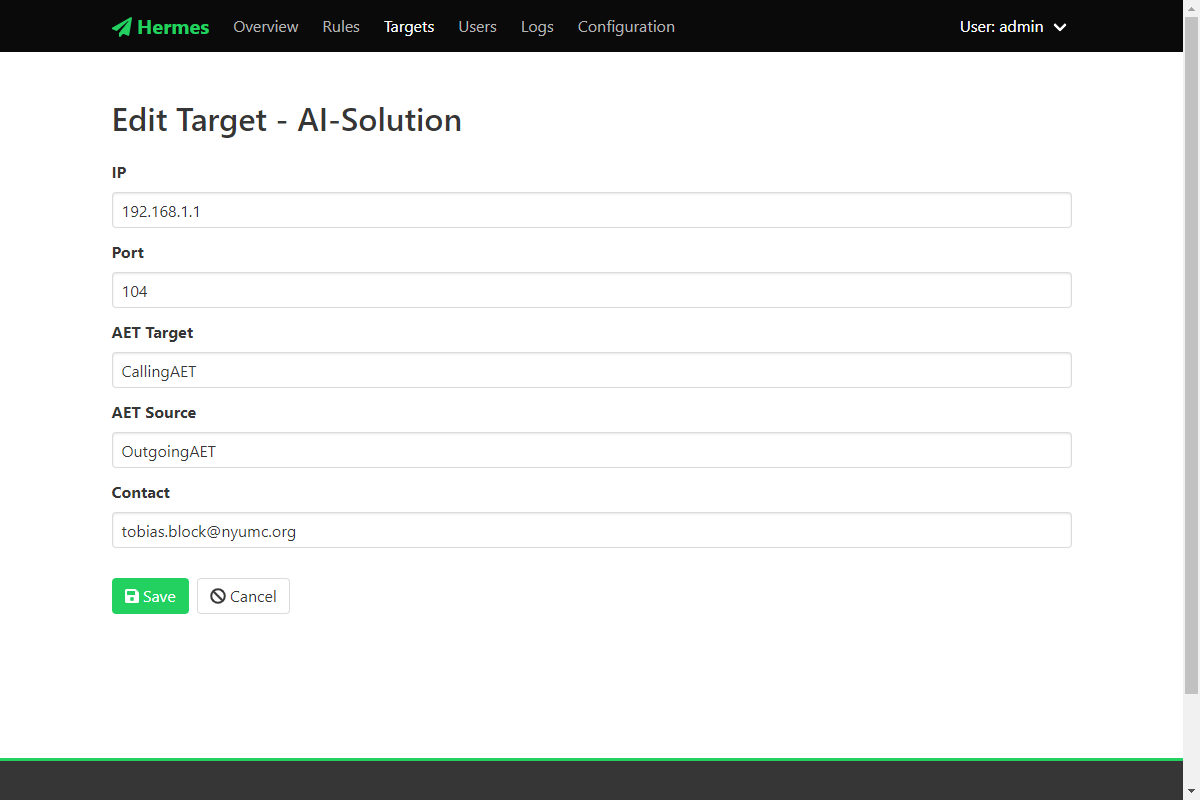 Hermes Overview Rules Targets Users Logs Configuration User: admin
Edit Target - AI-Solution
IP
192.168.1.1
Port
104
AET Target
CallingAET
AET Source
OutgoingAET
Contact
tobias.block@nyumc.org
Save Cancel